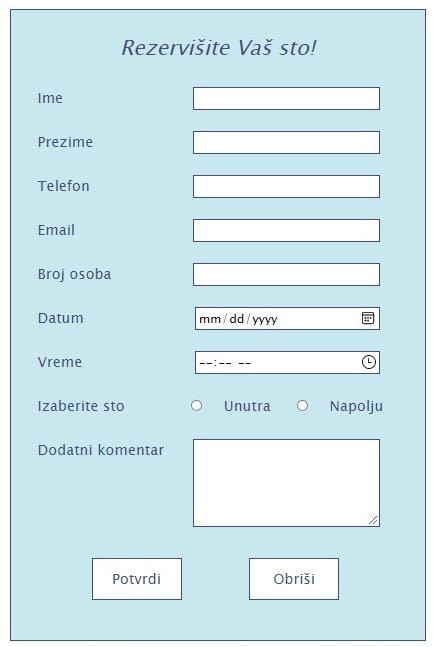 Rezervišite Vaš sto!
Ime
Prezime
Telefon
Email
Broj osoba
Datum mm/dd/yyyy
Vreme --:-- --
Izaberite sto Unutra Napolju
Dodatni komentar
Potvrdi Obriši